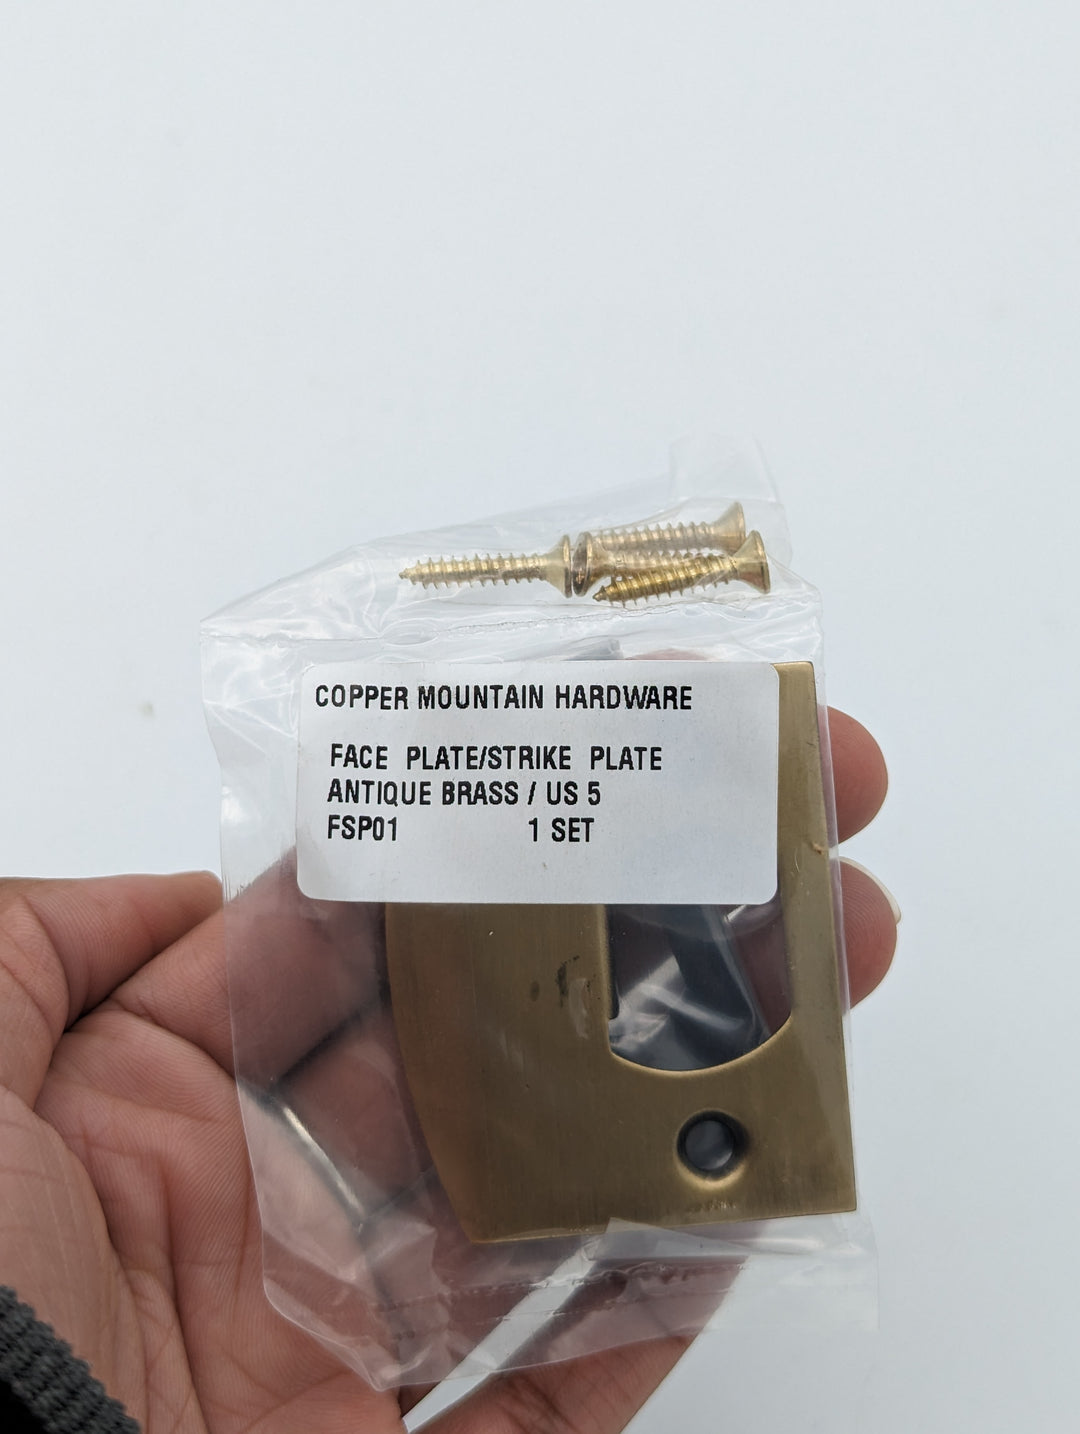 COPPER MOUNTAIN HARDWARE
FACE PLATE/STRIKE PLATE
ANTIQUE BRASS / US 5
FSP01 1 SET